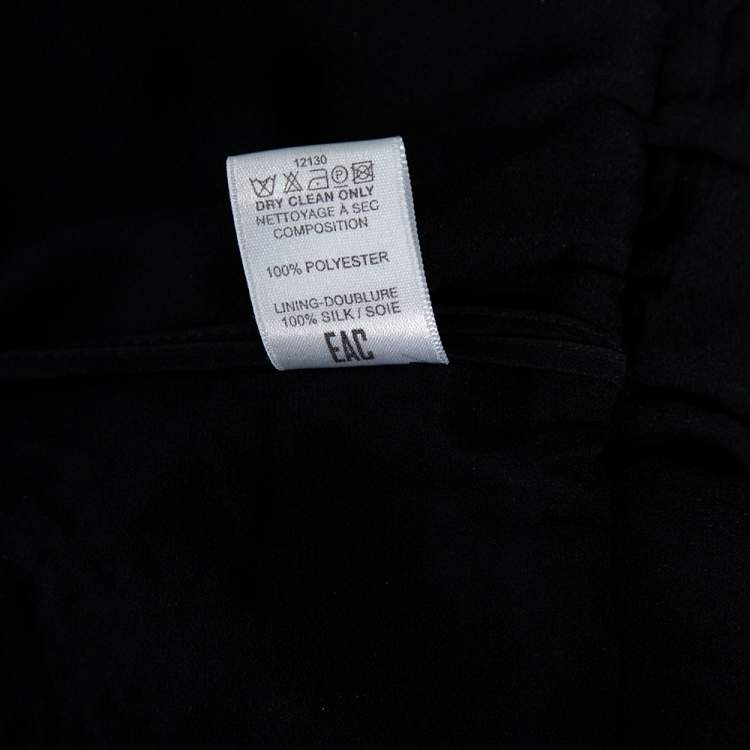 12130
P
DRY CLEAN ONLY
NETTOYAGE À SEC
COMPOSITION
100% POLYESTER
LINING-DOUBLURE
100% SILK / SOIE
EAC